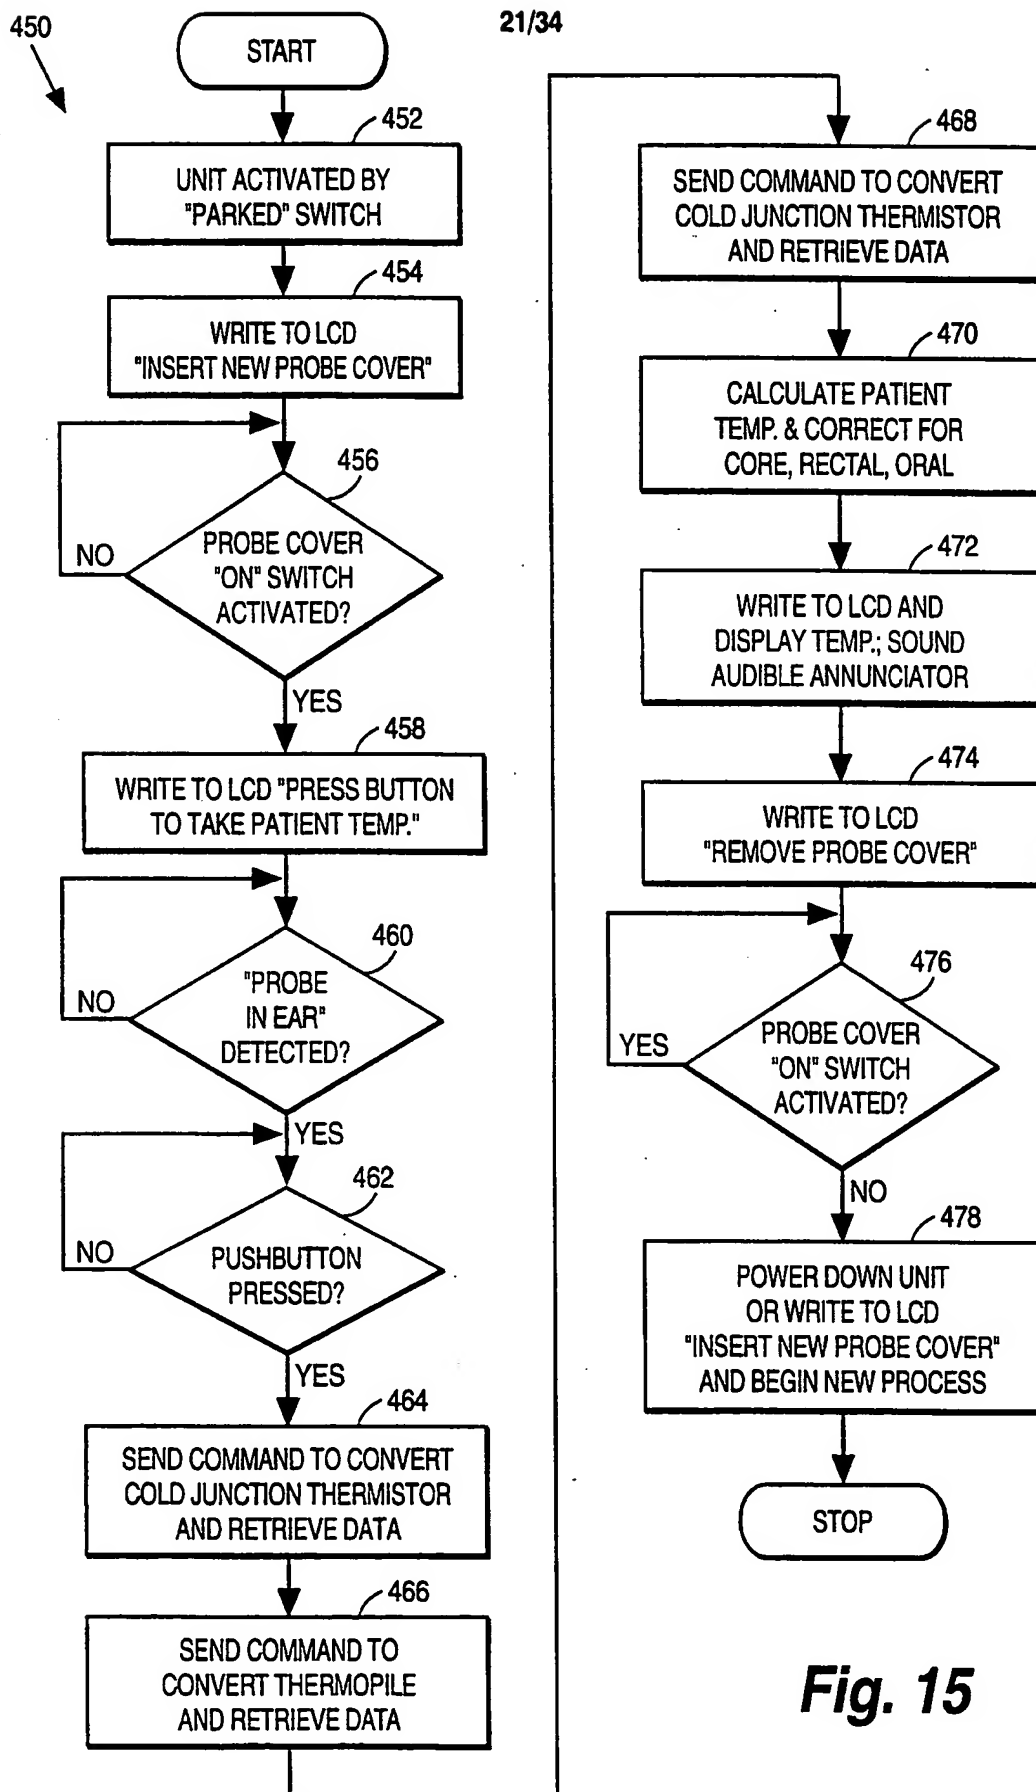 21/34
450
START
452
UNIT ACTIVATED BY
"PARKED" SWITCH
454
WRITE TO LCD
"INSERT NEW PROBE COVER"
456
PROBE COVER
"ON" SWITCH
ACTIVATED?
NO
YES
458
WRITE TO LCD "PRESS BUTTON
TO TAKE PATIENT TEMP."
460
"PROBE
IN EAR"
DETECTED?
NO
YES
462
PUSHBUTTON
PRESSED?
NO
YES
464
SEND COMMAND TO CONVERT
COLD JUNCTION THERMISTOR
AND RETRIEVE DATA
466
SEND COMMAND TO
CONVERT THERMOPILE
AND RETRIEVE DATA
468
SEND COMMAND TO CONVERT
COLD JUNCTION THERMISTOR
AND RETRIEVE DATA
470
CALCULATE PATIENT
TEMP. & CORRECT FOR
CORE, RECTAL, ORAL
472
WRITE TO LCD AND
DISPLAY TEMP.; SOUND
AUDIBLE ANNUNCIATOR
474
WRITE TO LCD
"REMOVE PROBE COVER"
476
PROBE COVER
"ON" SWITCH
ACTIVATED?
YES
NO
478
POWER DOWN UNIT
OR WRITE TO LCD
"INSERT NEW PROBE COVER"
AND BEGIN NEW PROCESS
STOP
Fig. 15